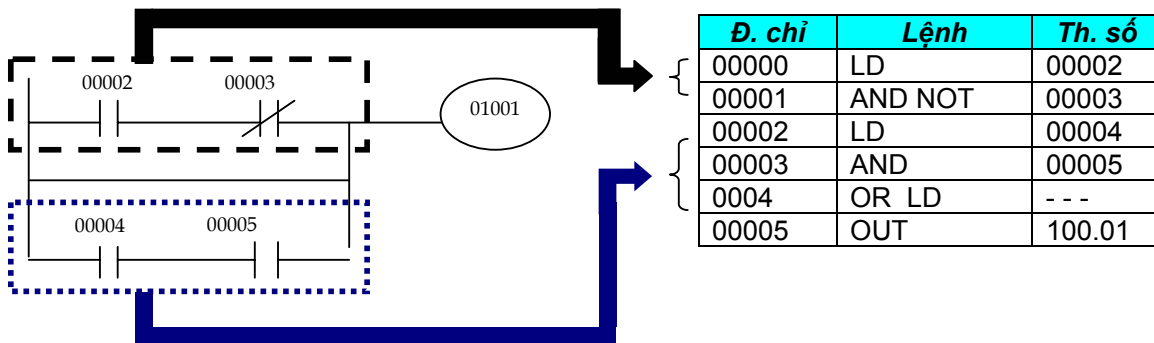 00002 00003
01001
00004 00005
Đ. chỉ Lệnh Th. số
00000 LD 00002
00001 AND NOT 00003
00002 LD 00004
00003 AND 00005
0004 OR LD - - -
00005 OUT 100.01